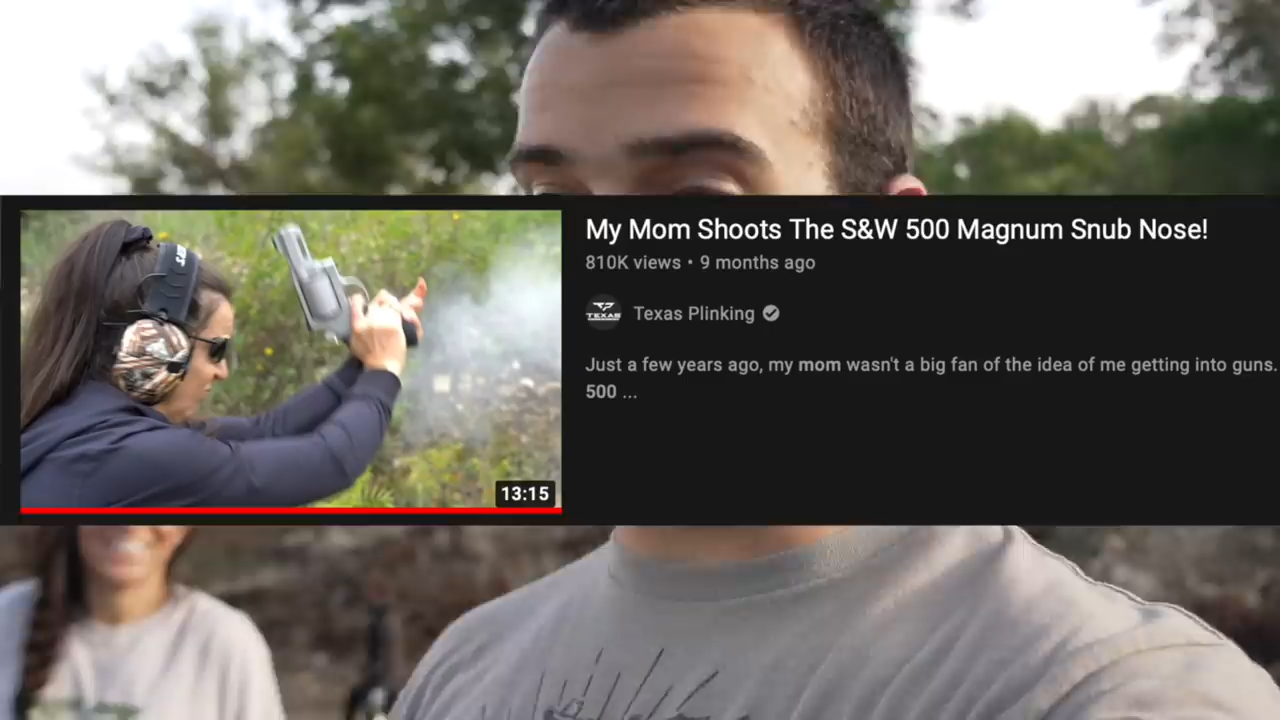 My Mom Shoots The S&W 500 Magnum Snub Nose!
810K views • 9 months ago
TEXAS
Texas Plinking
Just a few years ago, my mom wasn't a big fan of the idea of me getting into guns.
500 ...
13:15